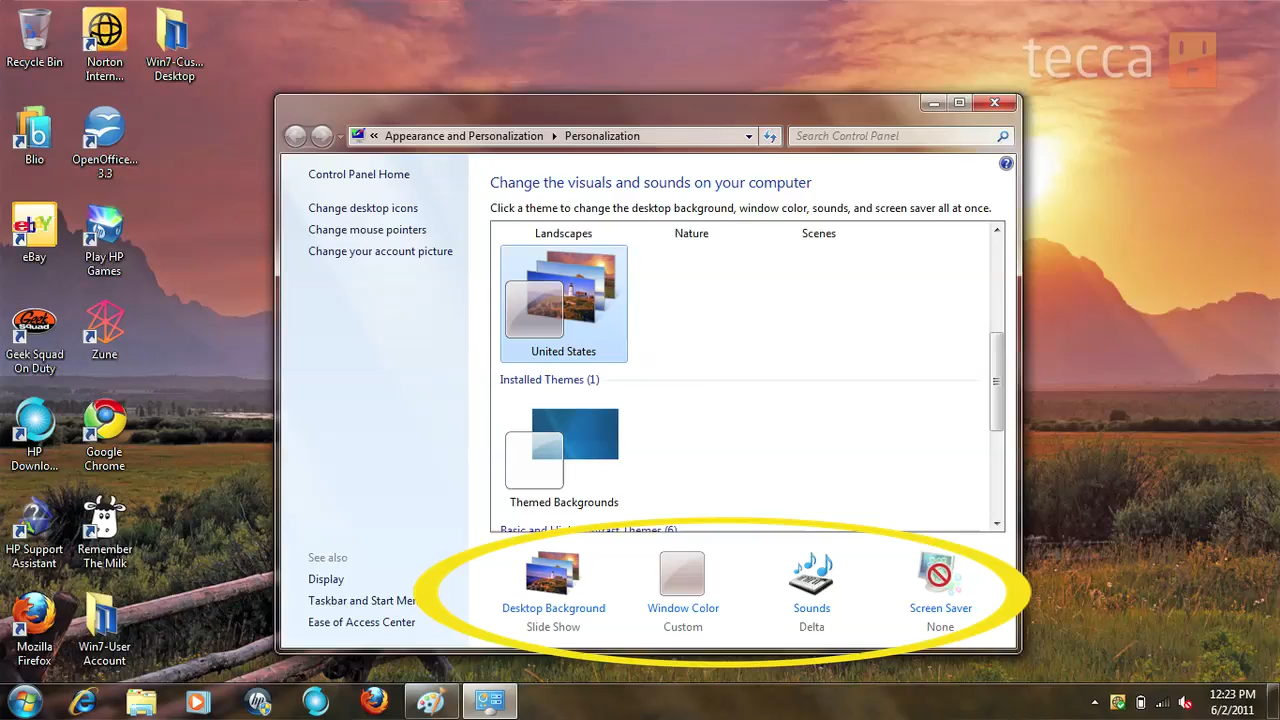 Recycle Bin
Norton
Intern...
Win7-Cus...
Desktop
tecca
Blio
OpenOffice...
3.3
eBay
eBay
Play HP
Games
Geek Squad
Geek Squad
On Duty
Zune
HP
Downlo...
Google
Chrome
HP Support
Assistant
Remember
The Milk
Mozilla
Firefox
Win7-User
Account
« Appearance and Personalization
Personalization
Search Control Panel
Control Panel Home
Change desktop icons
Change mouse pointers
Change your account picture
See also
Display
Taskbar and Start Men
Ease of Access Center
Change the visuals and sounds on your computer
Click a theme to change the desktop background, window color, sounds, and screen saver all at once.
Landscapes
Nature
Scenes
United States
Installed Themes (1)
Themed Backgrounds
Basic and High Contrast Themes (6)
Desktop Background
Slide Show
Window Color
Custom
Sounds
Delta
Screen Saver
None
12:23 PM
6/2/2011